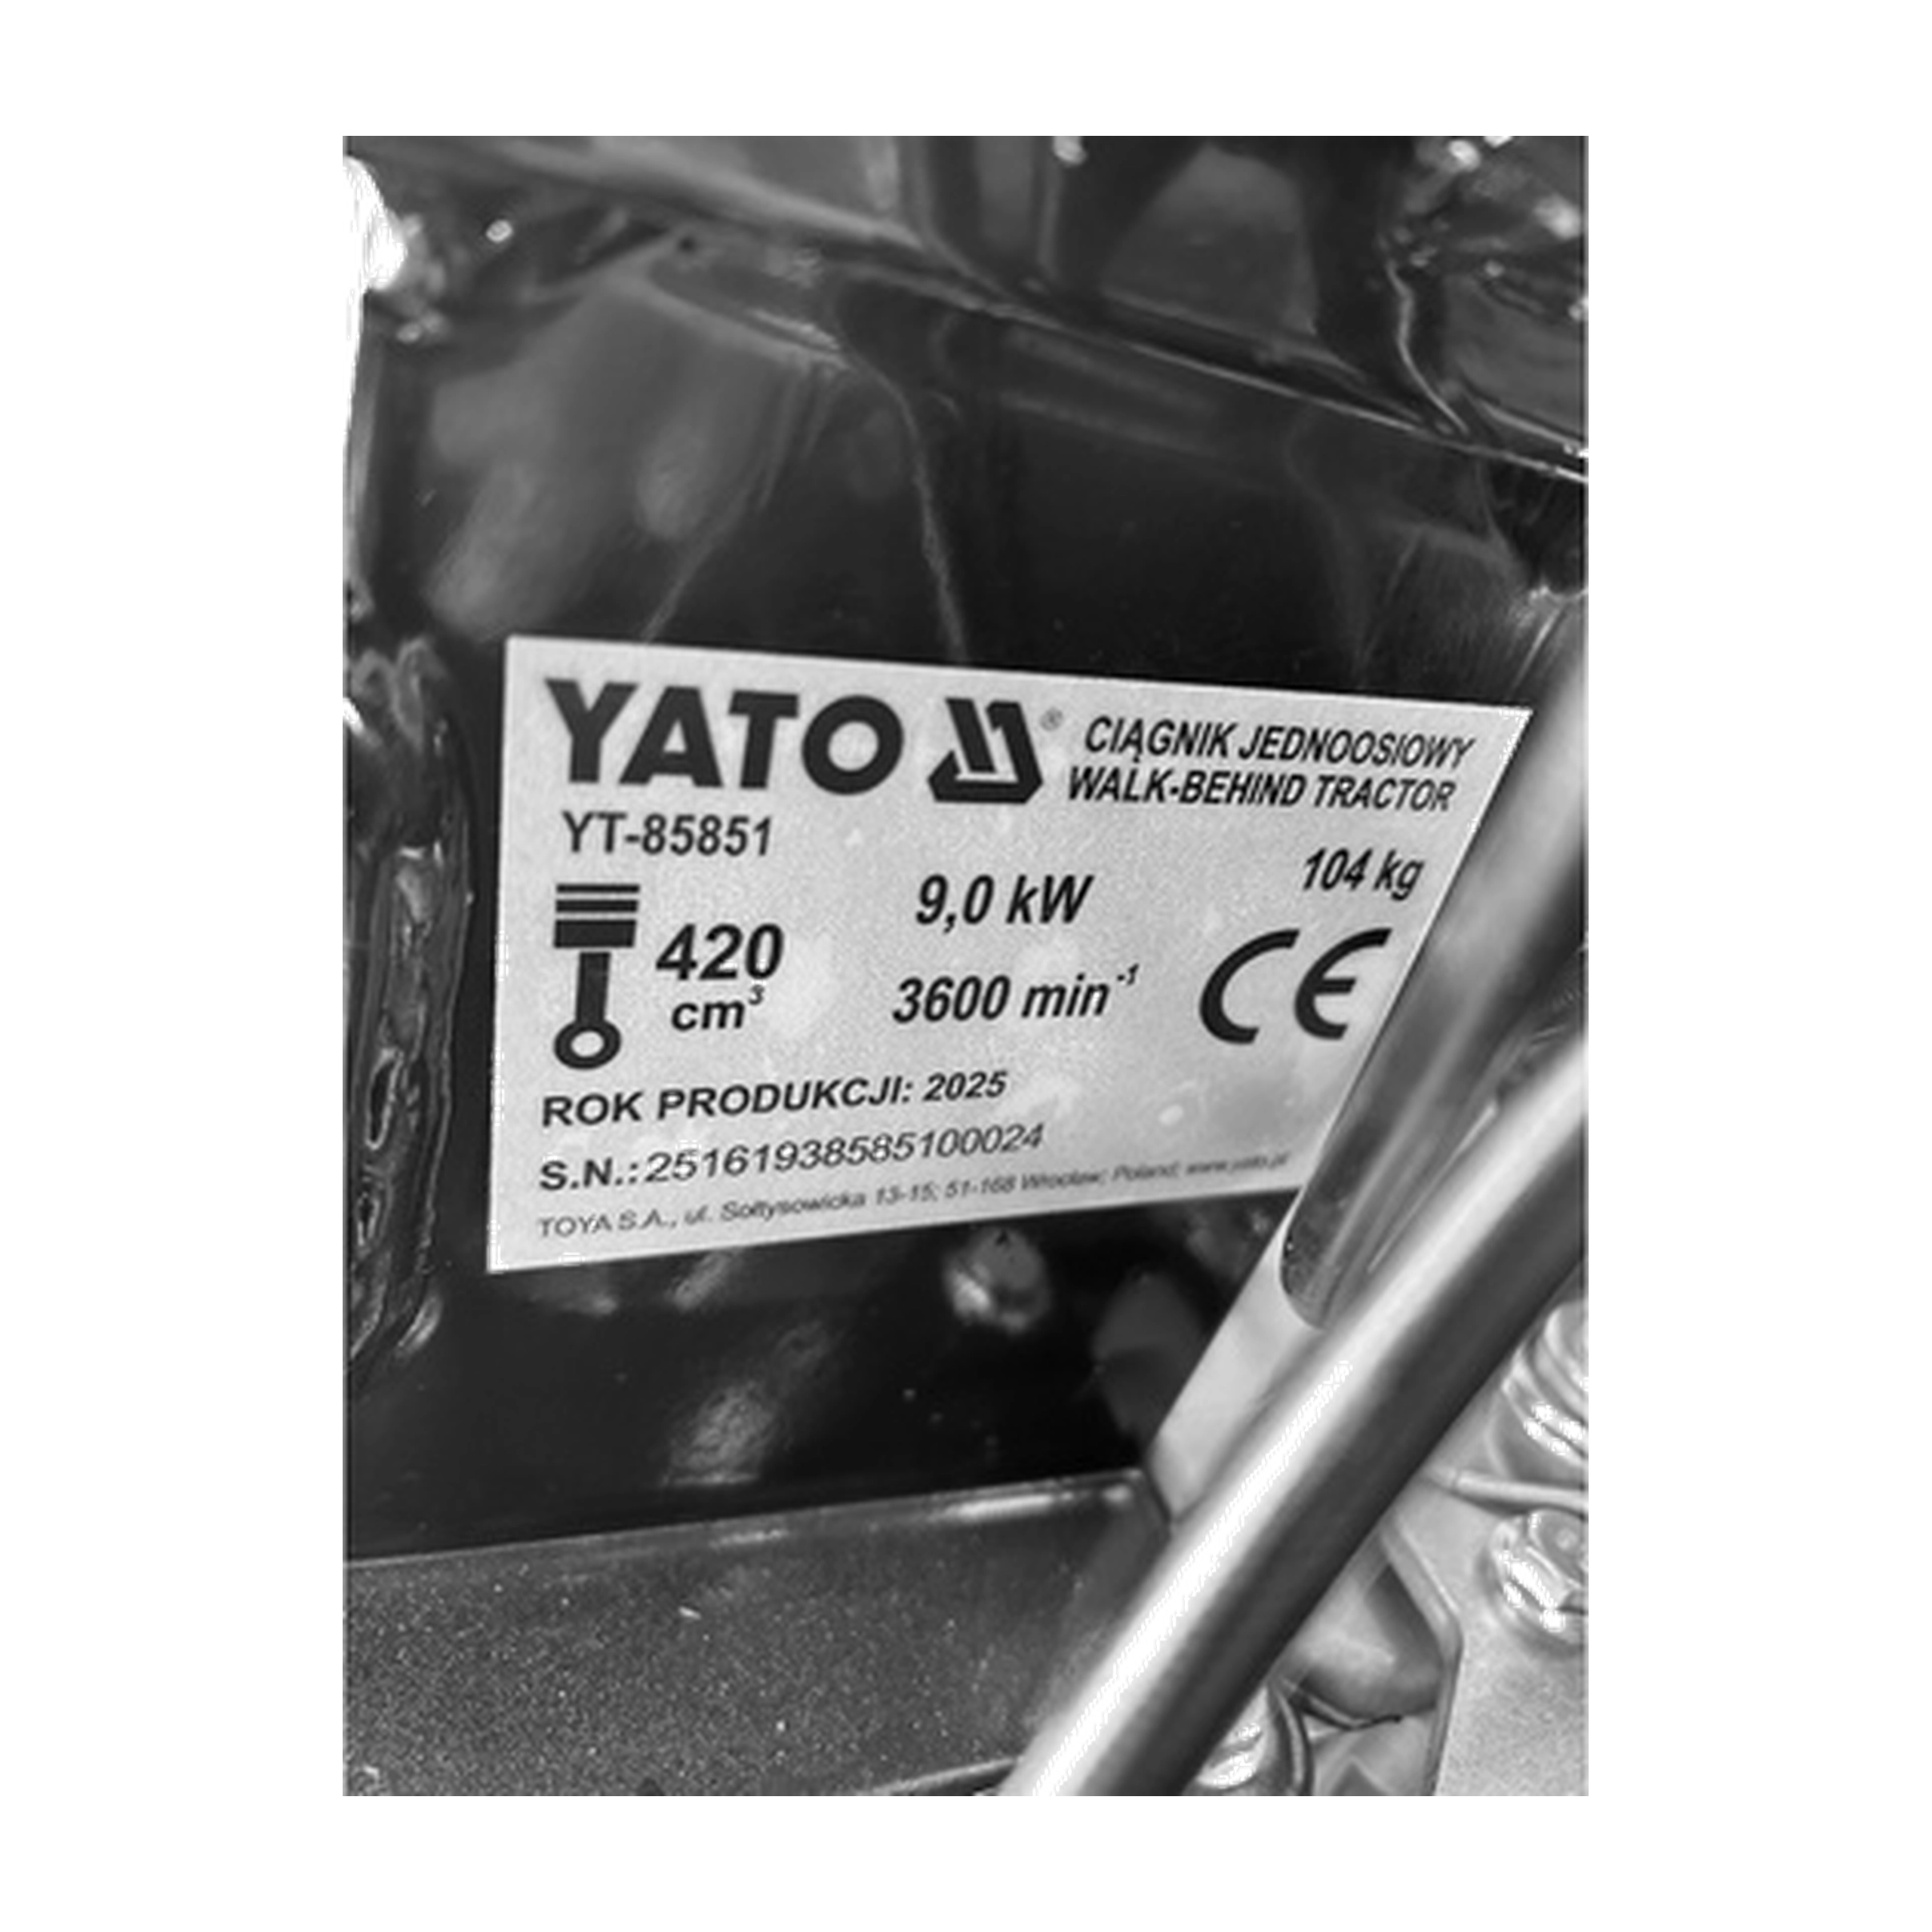 YATO ® CIĄGNIK JEDNOOSIOWY
WALK-BEHIND TRACTOR
YT-85851
104 kg
9,0 kW
420
cm³
3600 min⁻¹
CE
ROK PRODUKCJI: 2025
S.N.: 25161938585100024
TOYA S.A., ul. Sołtysowicka 13-15; 51-168 Wrocław; Poland; www.yato.pl